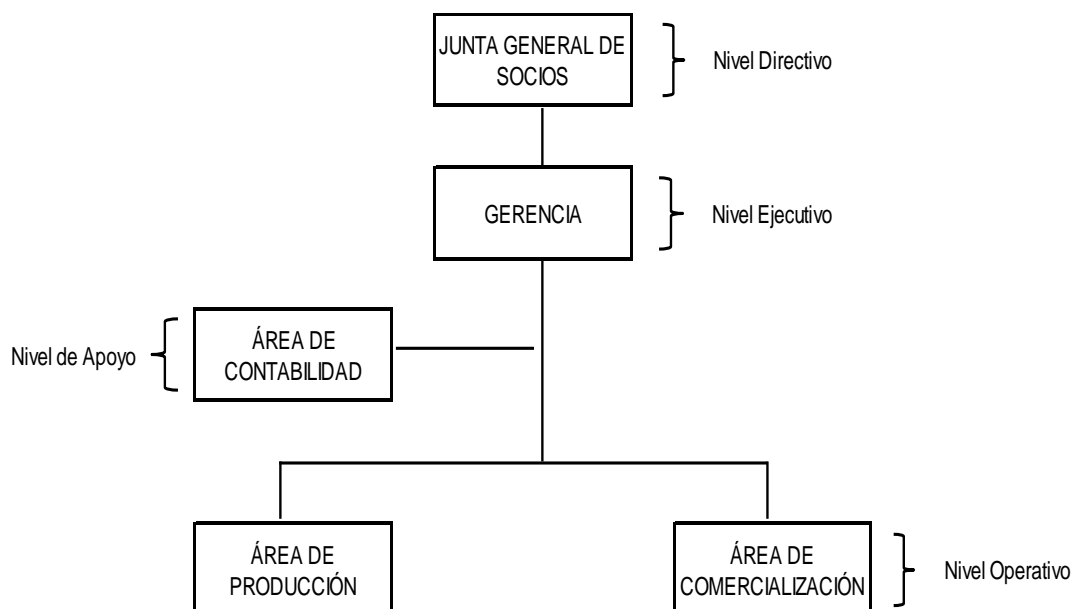 JUNTA GENERAL DE
SOCIOS
Nivel Directivo
GERENCIA
Nivel Ejecutivo
Nivel de Apoyo
ÁREA DE
CONTABILIDAD
ÁREA DE
PRODUCCIÓN
ÁREA DE
COMERCIALIZACIÓN
Nivel Operativo